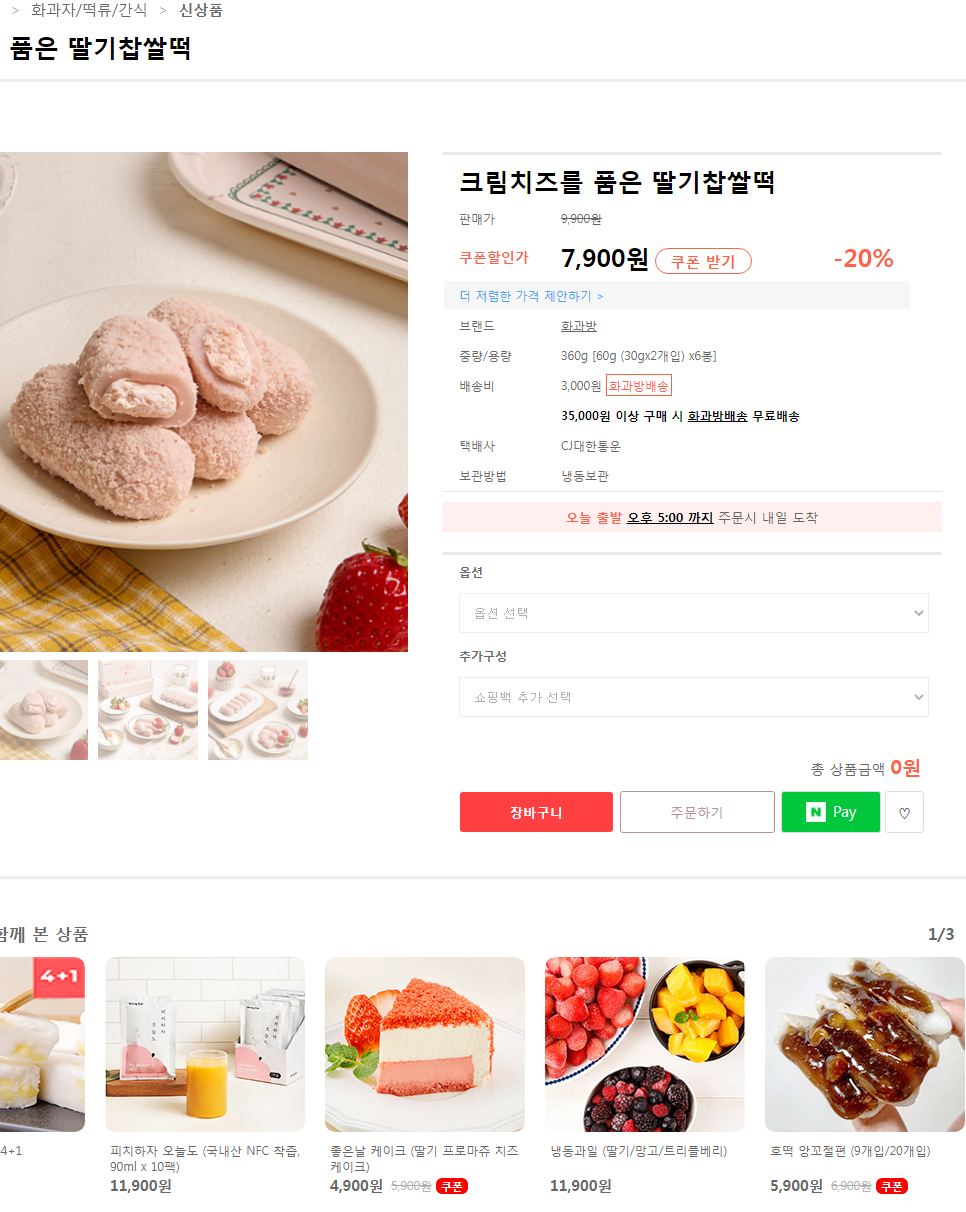 > 화과자/떡류/간식 > 신상품
품은 딸기찹쌀떡
크림치즈를 품은 딸기찹쌀떡
판매가 9,900원
쿠폰할인가 7,900원 쿠폰 받기 -20%
더 저렴한 가격 제안하기 >
브랜드 화과방
중량/용량 360g [60g (30gx2개입) x6봉]
배송비 3,000원 화과방배송
35,000원 이상 구매 시 화과방배송 무료배송
택배사 CJ대한통운
보관방법 냉동보관
오늘 출발 오후 5:00 까지 주문시 내일 도착
옵션
옵션 선택
추가구성
쇼핑백 추가 선택
총 상품금액 0원
장바구니 주문하기 N Pay ♡
함께 본 상품 1/3
4+1
4+1
피치하자 오늘도 (국내산 NFC 착즙,
90ml x 10팩)
11,900원
좋은날 케이크 (딸기 프로마쥬 치즈
케이크)
4,900원 5,900원 쿠폰
냉동과일 (딸기/망고/트리플베리)
11,900원
호떡 앙꼬절편 (9개입/20개입)
5,900원 6,900원 쿠폰